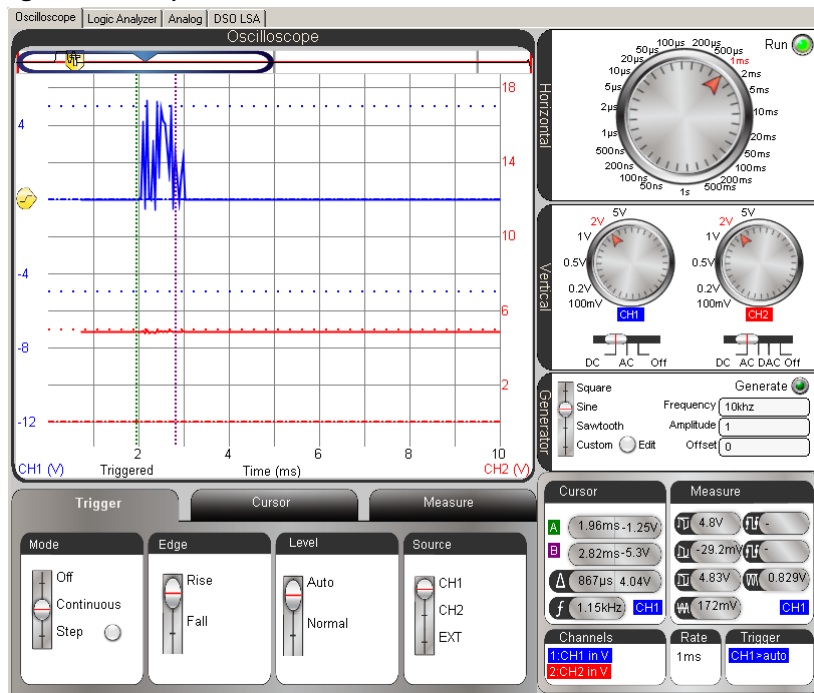 Oscilloscope Logic Analyzer Analog DSO LSA
Oscilloscope
18
4
14
10
-4
6
-8
2
-12
2 4 6 8 10
CH1 (V) Triggered Time (ms) CH2 (V)
Horizontal
Run
50ns
100ns
200ns
500ns
1µs
2µs
5µs
10µs
20µs
50µs
100µs
200µs
500µs
1ms
2ms
5ms
10ms
20ms
50ms
100ms
200ms
500ms
1s
Vertical
5V
2V
1V
0.5V
0.2V
100mV
CH1
DC AC Off
5V
2V
1V
0.5V
0.2V
100mV
CH2
DC AC DAC Off
Generator
Square
Sine
Sawtooth
Custom Edit
Generate
Frequency 10khz
Amplitude 1
Offset 0
Trigger Cursor Measure
Mode
Off
Continuous
Step
Edge
Rise
Fall
Level
Auto
Normal
Source
CH1
CH2
EXT
Cursor
A 1.96ms -1.25V
B 2.82ms -5.3V
Δ 867µs 4.04V
f 1.15kHz CH1
Measure
4.8V -
-29.2mV -
4.83V 0.829V
172mV CH1
Channels
1:CH1 in V
2:CH2 in V
Rate
1ms
Trigger
CH1>auto